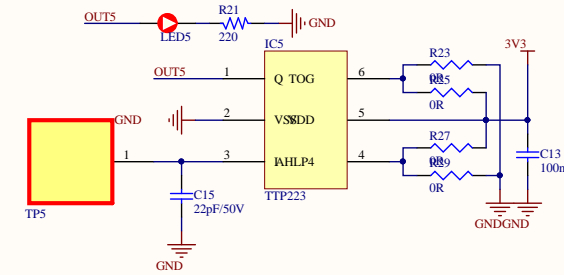 OUT5
R21
GND
LED5
220
IC5
3V3
OUT5
1
Q
TOG
6
R23
0R
R25
0R
GND
2
VSS
VDD
5
1
3
I
AHLP4
4
R27
0R
R29
0R
C13
100n
C15
22pF/50V
TTP223
TP5
GND
GND
GND